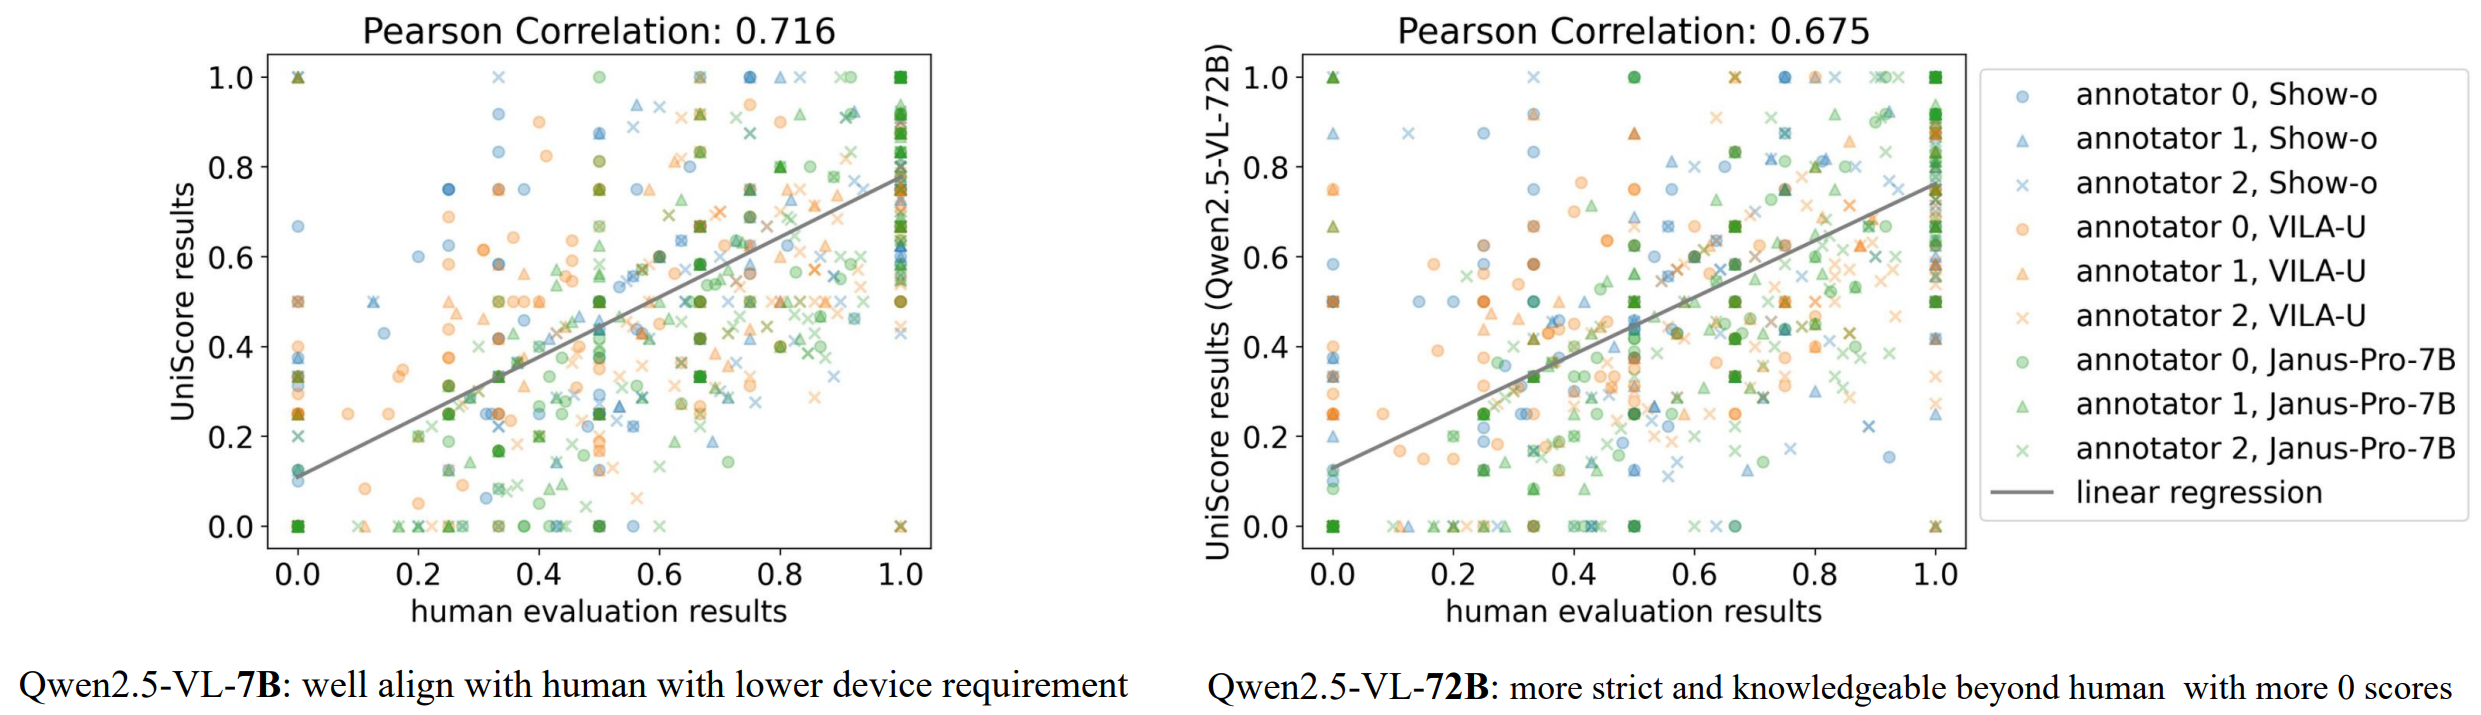 Pearson Correlation: 0.716
UniScore results
1.0
0.8
0.6
0.4
0.2
0.0
0.0 0.2 0.4 0.6 0.8 1.0
human evaluation results
Qwen2.5-VL-7B: well align with human with lower device requirement
Pearson Correlation: 0.675
UniScore results (Qwen2.5-VL-72B)
1.0
0.8
0.6
0.4
0.2
0.0
0.0 0.2 0.4 0.6 0.8 1.0
human evaluation results
annotator 0, Show-o
annotator 1, Show-o
annotator 2, Show-o
annotator 0, VILA-U
annotator 1, VILA-U
annotator 2, VILA-U
annotator 0, Janus-Pro-7B
annotator 1, Janus-Pro-7B
annotator 2, Janus-Pro-7B
linear regression
Qwen2.5-VL-72B: more strict and knowledgeable beyond human with more 0 scores